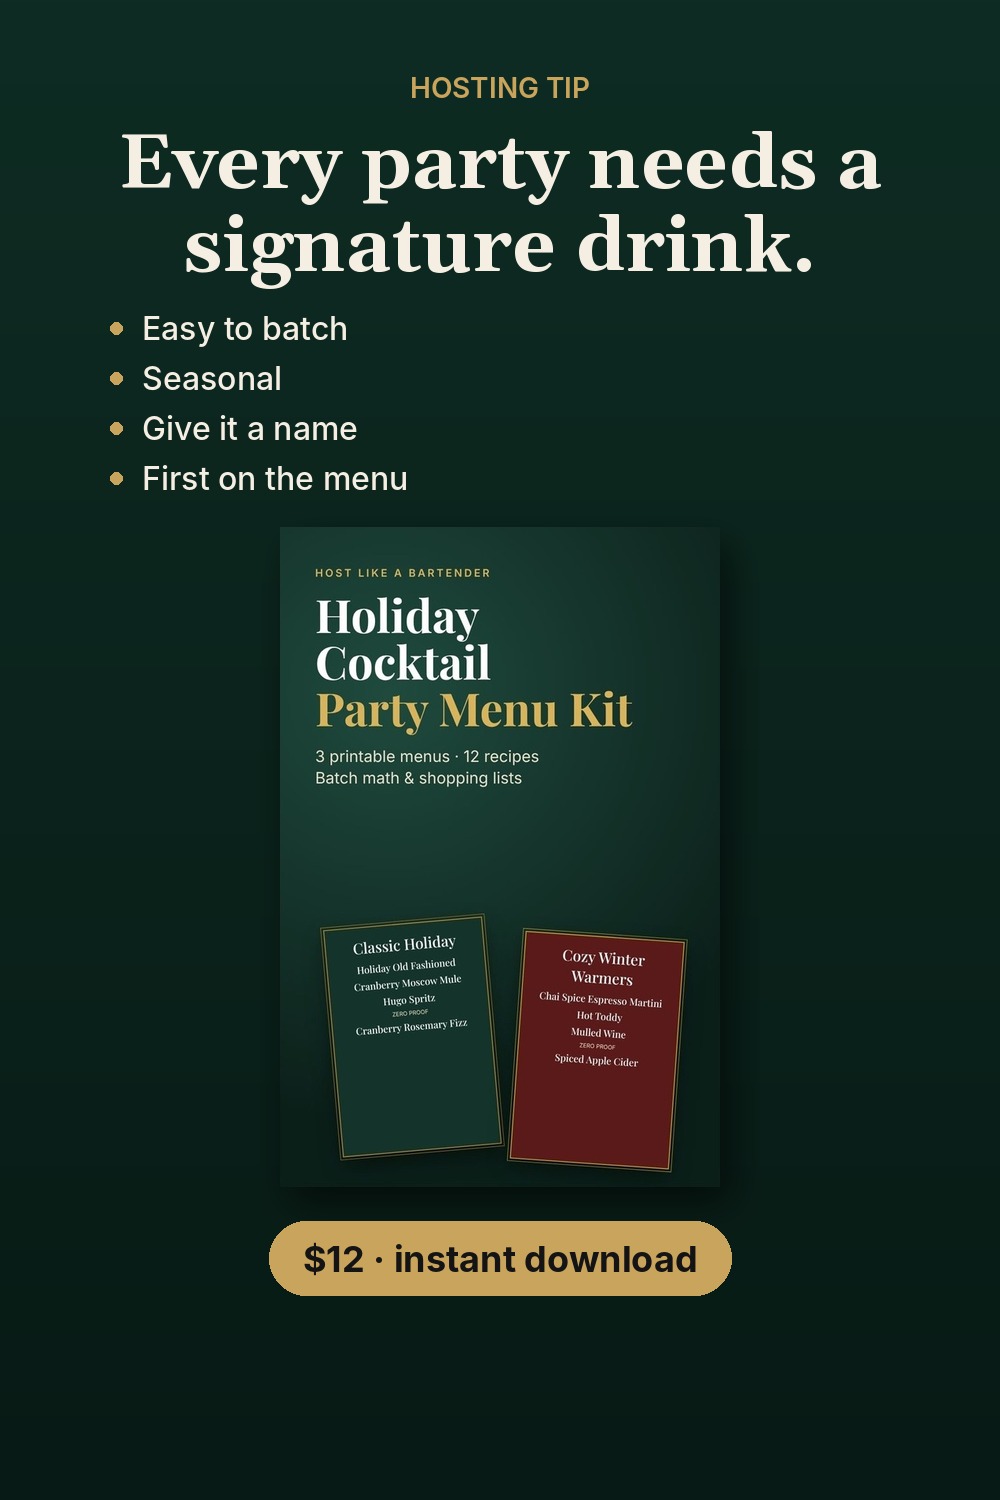 HOSTING TIP
Every party needs a
signature drink.
Easy to batch
Seasonal
Give it a name
First on the menu
HOST LIKE A BARTENDER
Holiday
Cocktail
Party Menu Kit
3 printable menus · 12 recipes
Batch math & shopping lists
Classic Holiday
Holiday Old Fashioned
Cranberry Moscow Mule
Hugo Spritz
ZERO PROOF
Cranberry Rosemary Fizz
Cozy Winter
Warmers
Chai Spice Espresso Martini
Hot Toddy
Mulled Wine
ZERO PROOF
Spiced Apple Cider
$12 · instant download